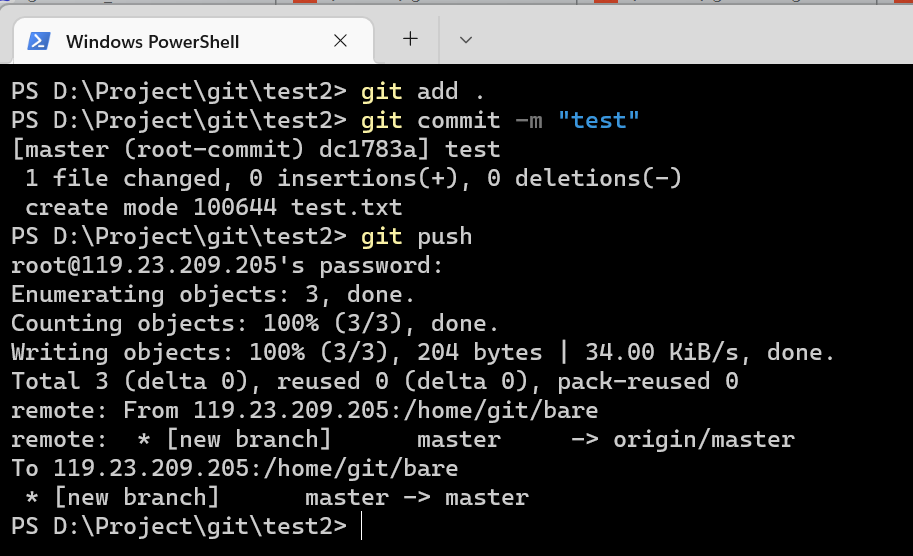 Windows PowerShell
PS D:\Project\git\test2> git add .
PS D:\Project\git\test2> git commit -m "test"
[master (root-commit) dc1783a] test
 1 file changed, 0 insertions(+), 0 deletions(-)
 create mode 100644 test.txt
PS D:\Project\git\test2> git push
root@119.23.209.205's password:
Enumerating objects: 3, done.
Counting objects: 100% (3/3), done.
Writing objects: 100% (3/3), 204 bytes | 34.00 KiB/s, done.
Total 3 (delta 0), reused 0 (delta 0), pack-reused 0
remote: From 119.23.209.205:/home/git/bare
remote:  * [new branch]      master     -> origin/master
To 119.23.209.205:/home/git/bare
 * [new branch]      master -> master
PS D:\Project\git\test2>